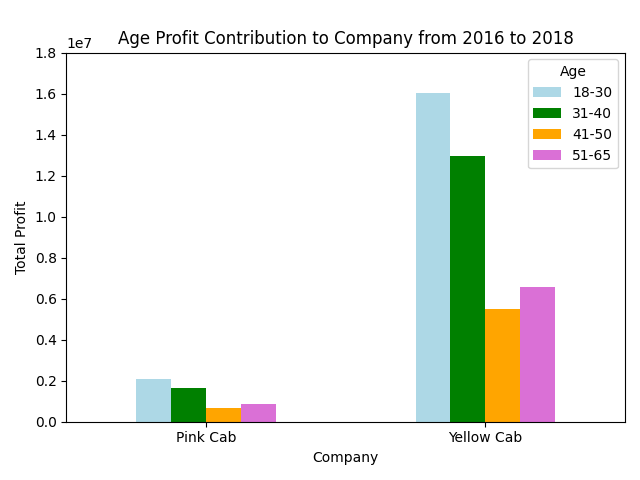 Age Profit Contribution to Company from 2016 to 2018
1e7
1.8
1.6
1.4
1.2
1.0
0.8
0.6
0.4
0.2
0.0
Total Profit
Age
18-30
31-40
41-50
51-65
Pink Cab
Yellow Cab
Company